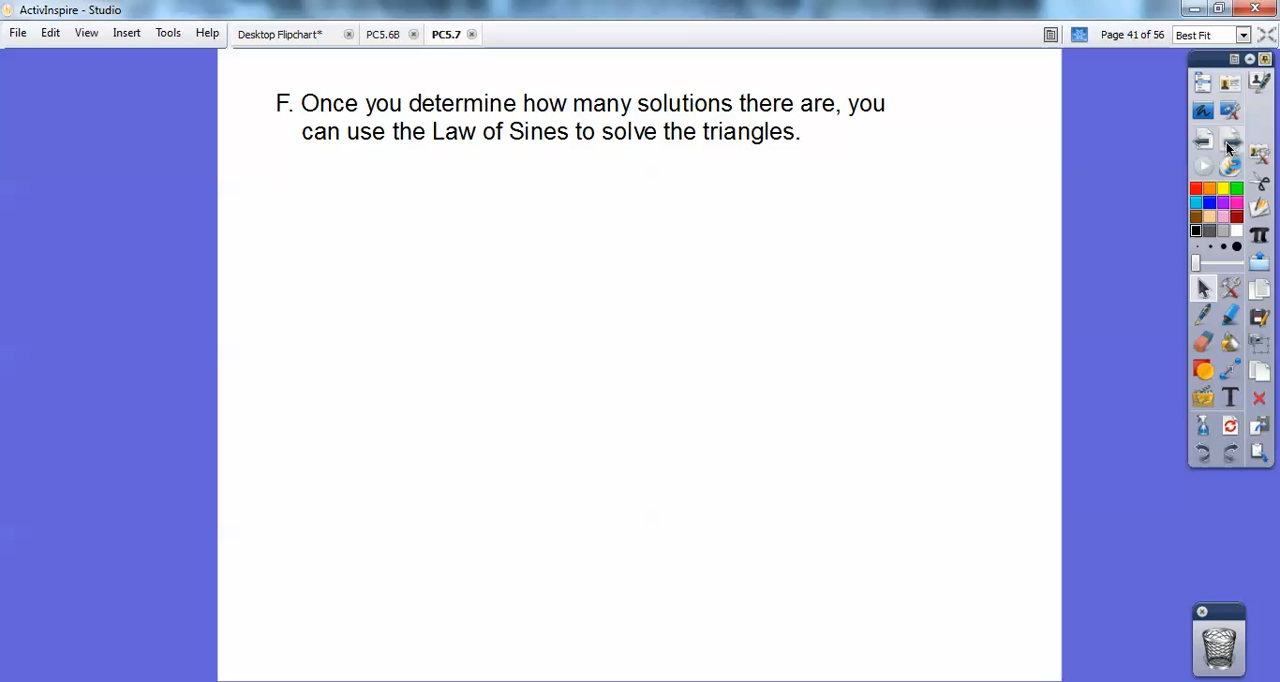 ActivInspire - Studio
File Edit View Insert Tools Help
Desktop Flipchart* PC5.6B PC5.7
Page 41 of 56 Best Fit
F. Once you determine how many solutions there are, you
can use the Law of Sines to solve the triangles.